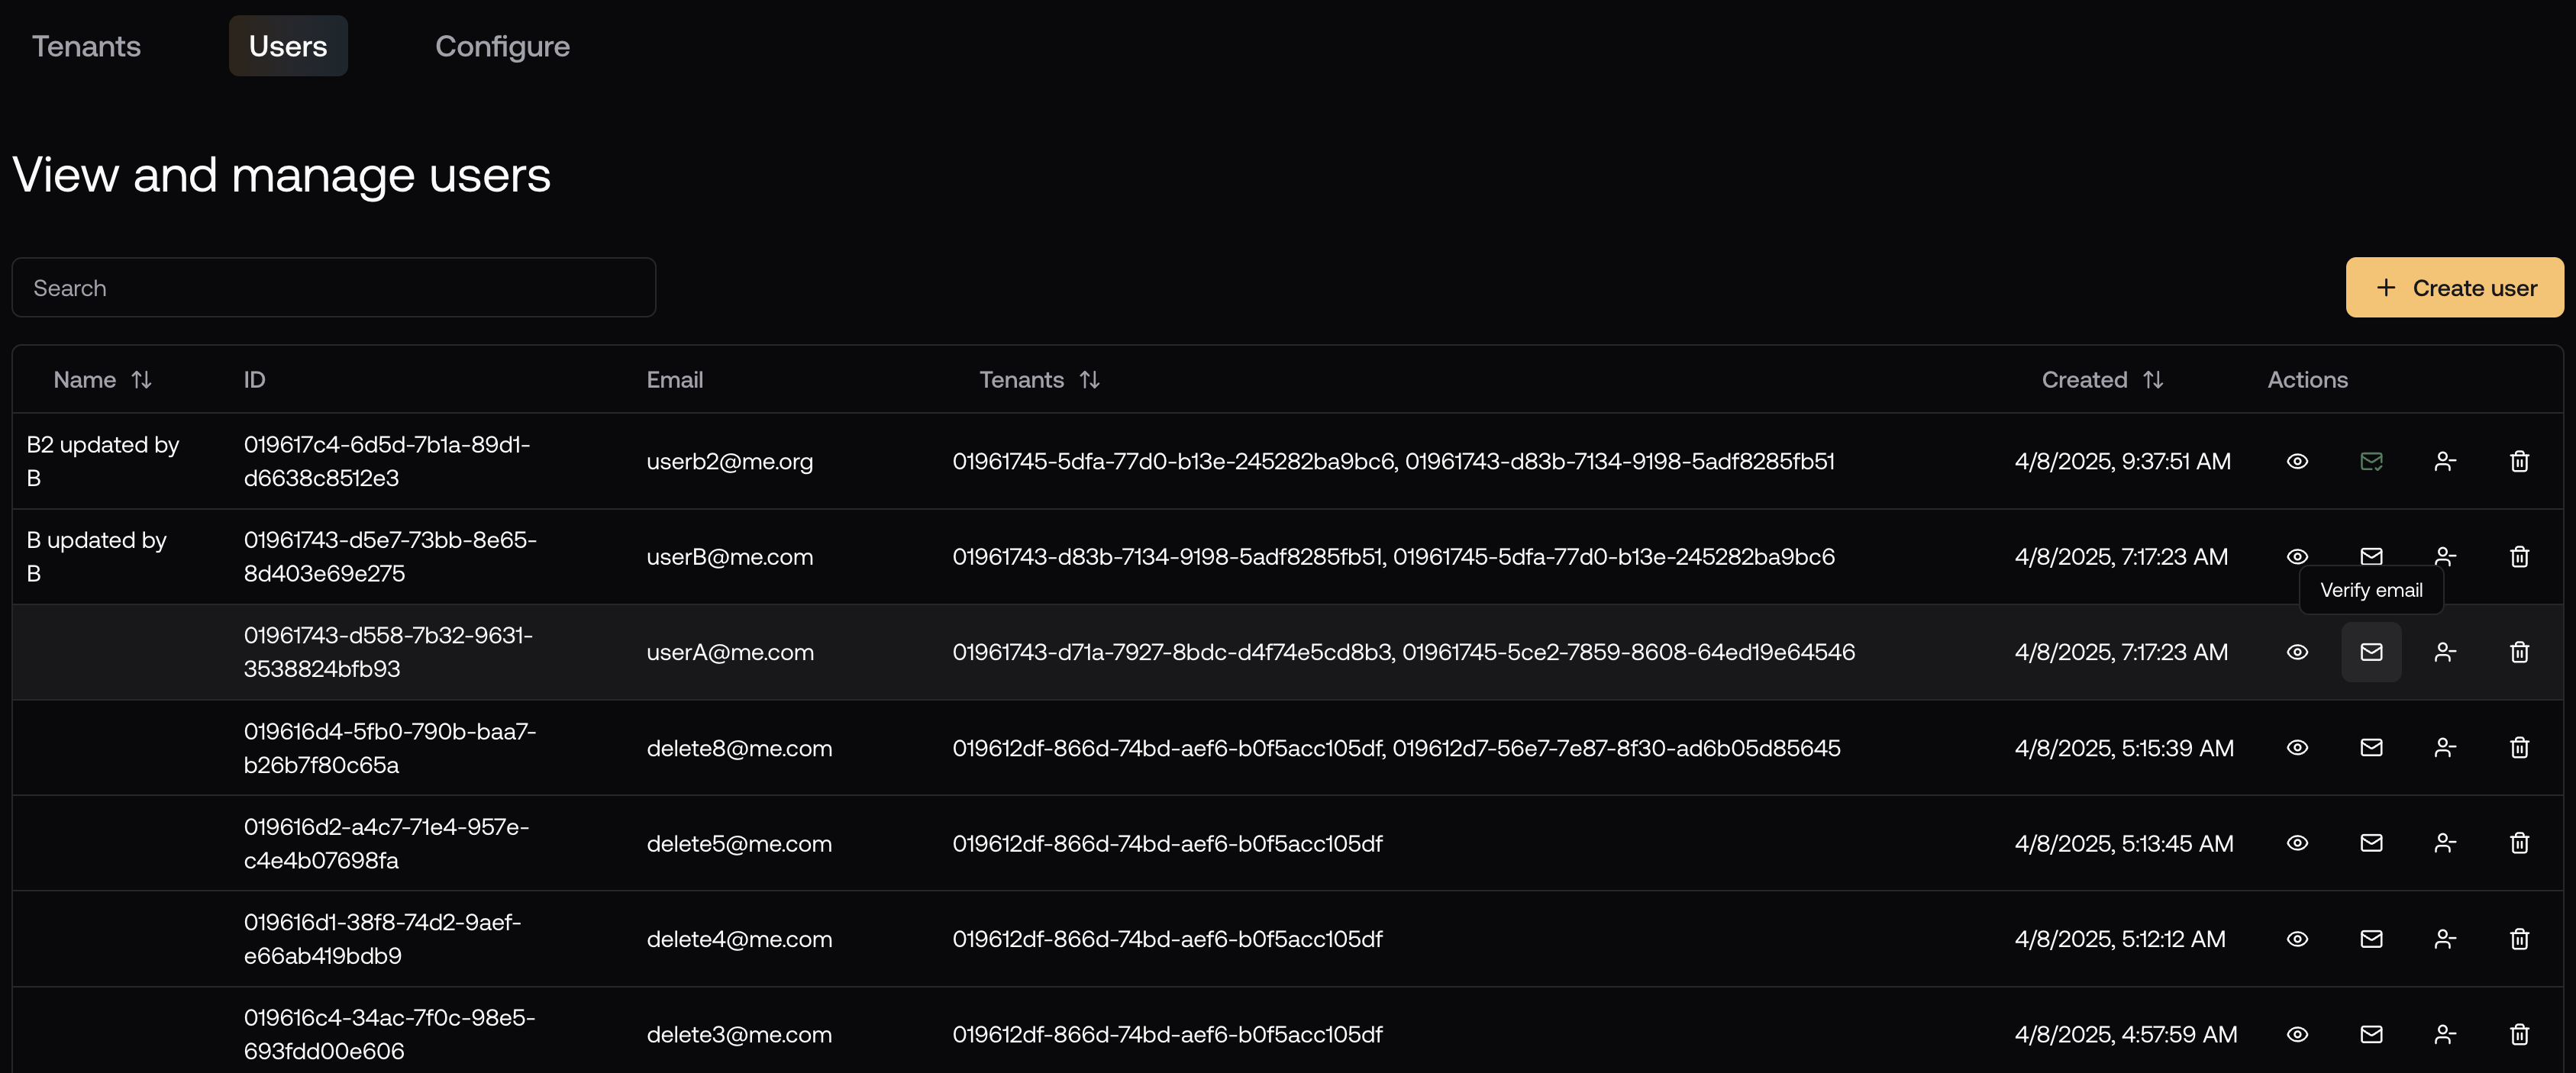 Tenants Users Configure
View and manage users
Search
Create user
Name ID Email Tenants Created Actions
B2 updated by B 019617c4-6d5d-7b1a-89d1-d6638c8512e3 userb2@me.org 01961745-5dfa-77d0-b13e-245282ba9bc6, 01961743-d83b-7134-9198-5adf8285fb51 4/8/2025, 9:37:51 AM
B updated by B 01961743-d5e7-73bb-8e65-8d403e69e275 userB@me.com 01961743-d83b-7134-9198-5adf8285fb51, 01961745-5dfa-77d0-b13e-245282ba9bc6 4/8/2025, 7:17:23 AM
Verify email
01961743-d558-7b32-9631-3538824bfb93 userA@me.com 01961743-d71a-7927-8bdc-d4f74e5cd8b3, 01961745-5ce2-7859-8608-64ed19e64546 4/8/2025, 7:17:23 AM
019616d4-5fb0-790b-baa7-b26b7f80c65a delete8@me.com 019612df-866d-74bd-aef6-b0f5acc105df, 019612d7-56e7-7e87-8f30-ad6b05d85645 4/8/2025, 5:15:39 AM
019616d2-a4c7-71e4-957e-c4e4b07698fa delete5@me.com 019612df-866d-74bd-aef6-b0f5acc105df 4/8/2025, 5:13:45 AM
019616d1-38f8-74d2-9aef-e66ab419bdb9 delete4@me.com 019612df-866d-74bd-aef6-b0f5acc105df 4/8/2025, 5:12:12 AM
019616c4-34ac-7f0c-98e5-693fdd00e606 delete3@me.com 019612df-866d-74bd-aef6-b0f5acc105df 4/8/2025, 4:57:59 AM